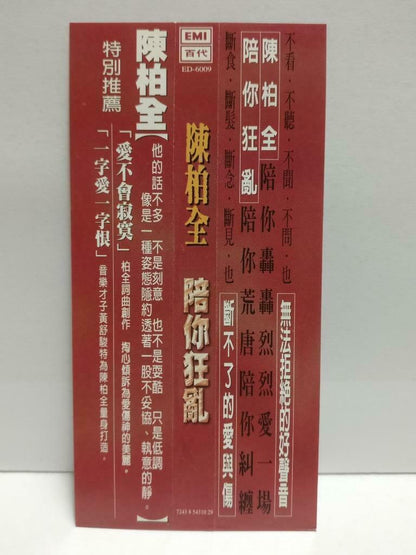 不看．不聽．不聞．不問．也
無法拒絕的好聲音
陳柏全陪你轟轟烈烈愛一場
陪你狂亂陪你荒唐陪你糾纏
斷食．斷髮．斷念．斷見．也
斷不了的愛與傷
EMI
百代
ED-6009
陳柏全 陪你狂亂
7243 8 54310 29
陳柏全【他的話不多 不是刻意 也不是耍酷 只是低調
像是一種姿態隱約透著一股不妥協、執意的靜。】
特別推薦
「愛不會寂寞」柏全詞曲創作 掏心傾訴為愛傷神的美麗。
「一字愛一字恨」音樂才子黃舒駿特為陳柏全量身打造。